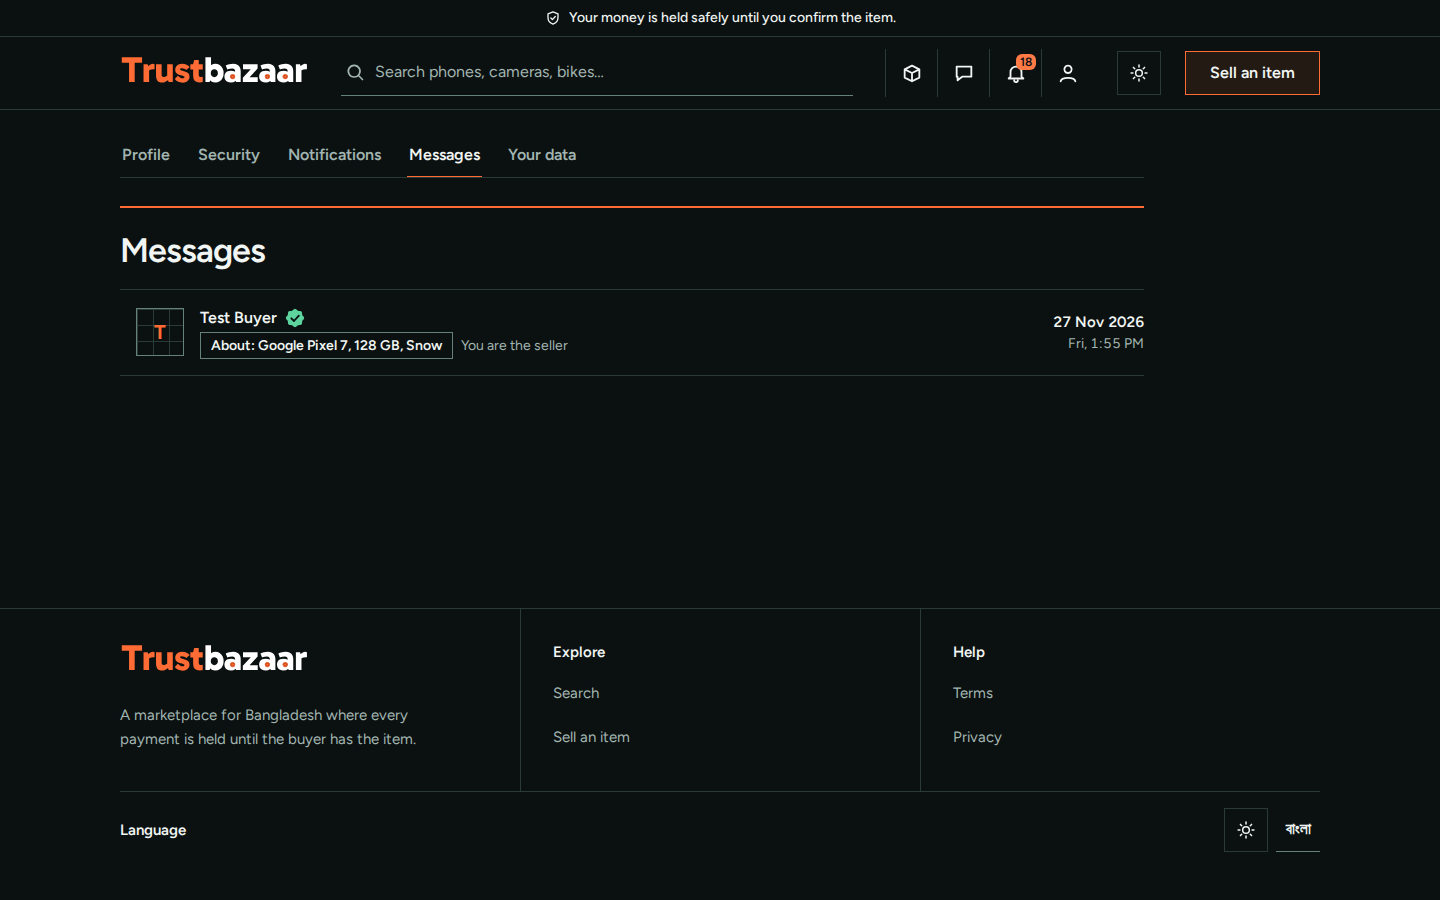 Your money is held safely until you confirm the item.
Trustbazaar
Search phones, cameras, bikes...
18
Sell an item
Profile
Security
Notifications
Messages
Your data
Messages
T
Test Buyer
About: Google Pixel 7, 128 GB, Snow
You are the seller
27 Nov 2026
Fri, 1:55 PM
Trustbazaar
A marketplace for Bangladesh where every
payment is held until the buyer has the item.
Explore
Search
Sell an item
Help
Terms
Privacy
Language
বাংলা